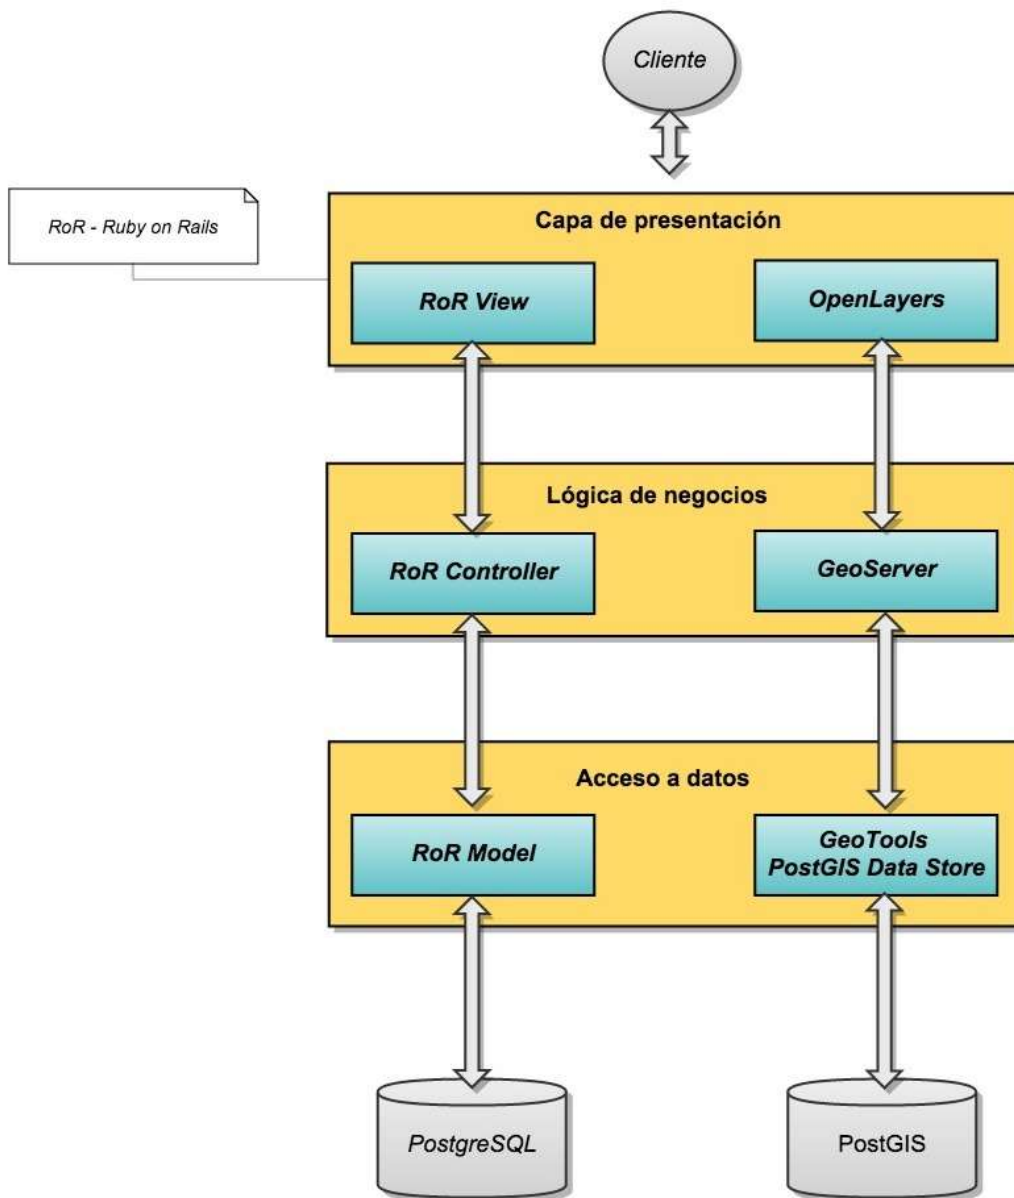 Cliente
RoR - Ruby on Rails
Capa de presentación
RoR View
OpenLayers
Lógica de negocios
RoR Controller
GeoServer
Acceso a datos
RoR Model
GeoTools
PostGIS Data Store
PostgreSQL
PostGIS